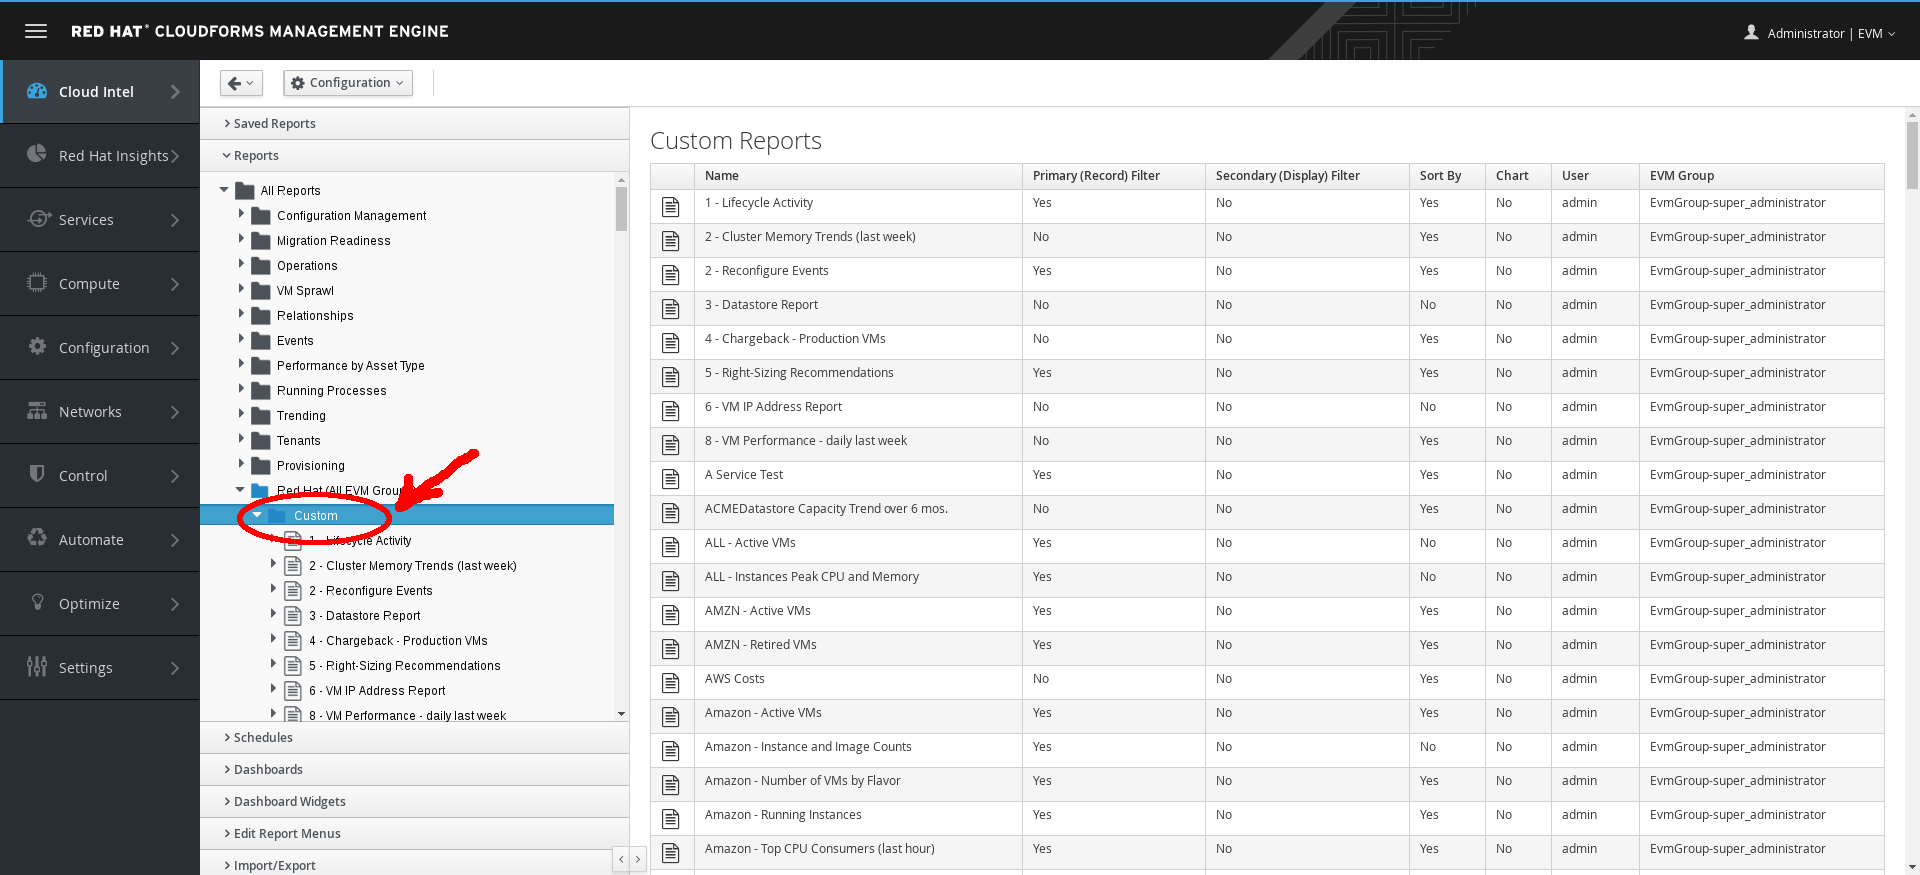 RED HAT® CLOUDFORMS MANAGEMENT ENGINE
Administrator | EVM
Cloud Intel
Red Hat Insights
Services
Compute
Configuration
Networks
Control
Automate
Optimize
Settings
Configuration
Saved Reports
Reports
All Reports
Configuration Management
Migration Readiness
Operations
VM Sprawl
Relationships
Events
Performance by Asset Type
Running Processes
Trending
Tenants
Provisioning
Red Hat (All EVM Grou
Custom
1 - Lifecycle Activity
2 - Cluster Memory Trends (last week)
2 - Reconfigure Events
3 - Datastore Report
4 - Chargeback - Production VMs
5 - Right-Sizing Recommendations
6 - VM IP Address Report
8 - VM Performance - daily last week
Schedules
Dashboards
Dashboard Widgets
Edit Report Menus
Import/Export
Custom Reports
Name Primary (Record) Filter Secondary (Display) Filter Sort By Chart User EVM Group
1 - Lifecycle Activity Yes No Yes No admin EvmGroup-super_administrator
2 - Cluster Memory Trends (last week) No No Yes No admin EvmGroup-super_administrator
2 - Reconfigure Events Yes No Yes No admin EvmGroup-super_administrator
3 - Datastore Report No No No No admin EvmGroup-super_administrator
4 - Chargeback - Production VMs No No Yes No admin EvmGroup-super_administrator
5 - Right-Sizing Recommendations Yes No Yes No admin EvmGroup-super_administrator
6 - VM IP Address Report No No No No admin EvmGroup-super_administrator
8 - VM Performance - daily last week No No Yes No admin EvmGroup-super_administrator
A Service Test Yes No Yes No admin EvmGroup-super_administrator
ACMEDatastore Capacity Trend over 6 mos. No No Yes No admin EvmGroup-super_administrator
ALL - Active VMs Yes No No No admin EvmGroup-super_administrator
ALL - Instances Peak CPU and Memory Yes No No No admin EvmGroup-super_administrator
AMZN - Active VMs Yes No Yes No admin EvmGroup-super_administrator
AMZN - Retired VMs Yes No Yes No admin EvmGroup-super_administrator
AWS Costs No No Yes No admin EvmGroup-super_administrator
Amazon - Active VMs Yes No Yes No admin EvmGroup-super_administrator
Amazon - Instance and Image Counts Yes No No No admin EvmGroup-super_administrator
Amazon - Number of VMs by Flavor Yes No Yes No admin EvmGroup-super_administrator
Amazon - Running Instances Yes No Yes No admin EvmGroup-super_administrator
Amazon - Top CPU Consumers (last hour) Yes No Yes No admin EvmGroup-super_administrator